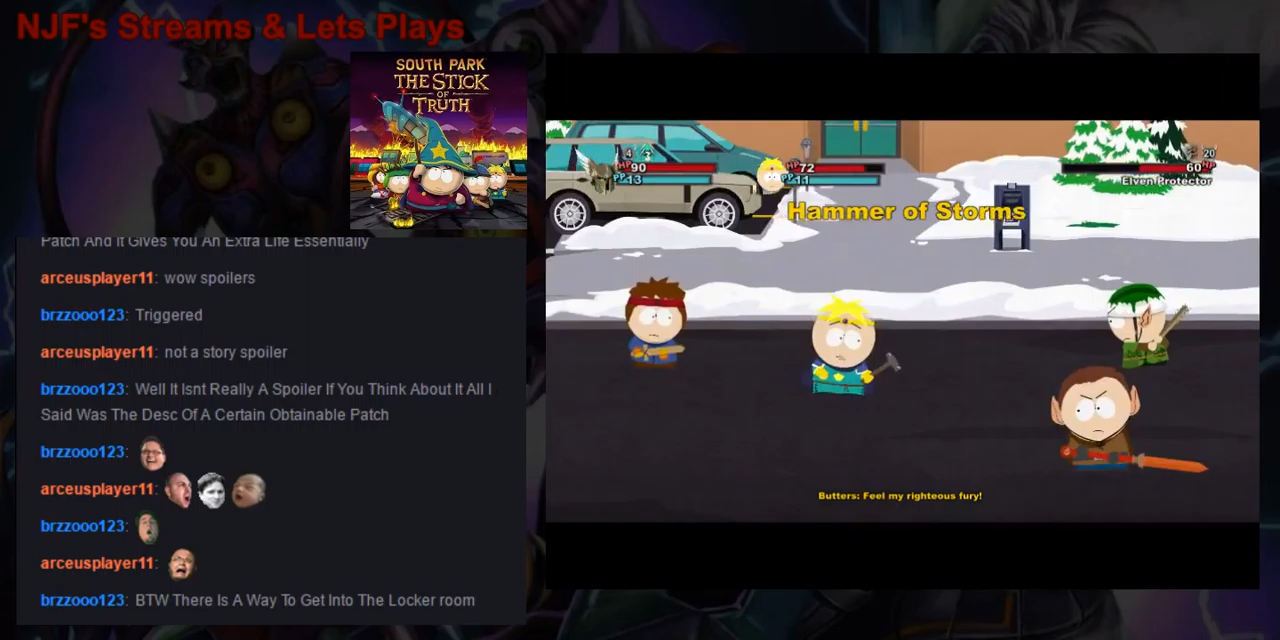 NJF's Streams & Lets Plays
SOUTH PARK
THE STICK
OF
TRUTH
Patch And It Gives You An Extra Life Essentially
arceusplayer11: wow spoilers
brzzooo123: Triggered
arceusplayer11: not a story spoiler
brzzooo123: Well It Isnt Really A Spoiler If You Think About It All I
Said Was The Desc Of A Certain Obtainable Patch
brzzooo123:
arceusplayer11:
brzzooo123:
arceusplayer11:
brzzooo123: BTW There Is A Way To Get Into The Locker room
4
HP 90
PP 13
HP 72
PP 11
20
60 HP
Elven Protector
Hammer of Storms
Butters: Feel my righteous fury!